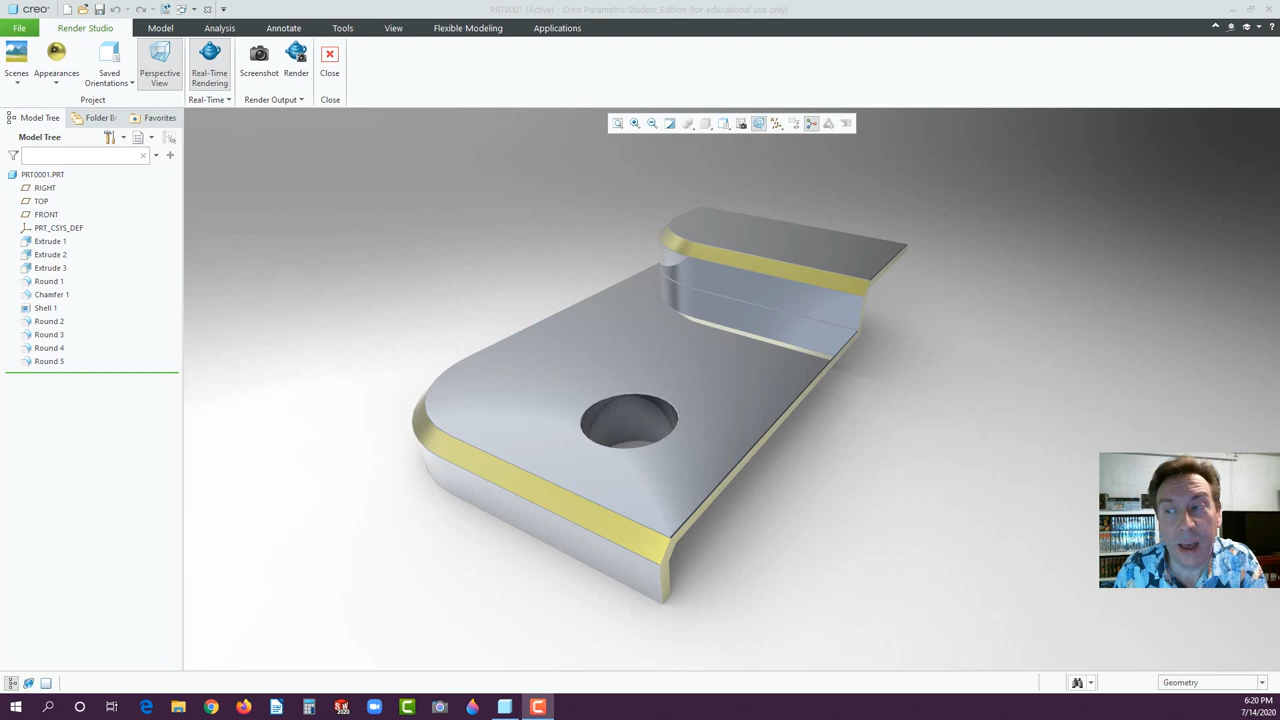 creo
PRT0001 (Active) - Creo Parametric Student Edition (for educational use only)
File
Render Studio
Model
Analysis
Annotate
Tools
View
Flexible Modeling
Applications
Scenes
Appearances
Saved Orientations
Perspective View
Real-Time Rendering
Screenshot
Render
Close
Project
Real-Time
Render Output
Close
Model Tree
Folder B
Favorites
Model Tree
PRT0001.PRT
RIGHT
TOP
FRONT
PRT_CSYS_DEF
Extrude 1
Extrude 2
Extrude 3
Round 1
Chamfer 1
Shell 1
Round 2
Round 3
Round 4
Round 5
Geometry
6:20 PM
7/14/2020